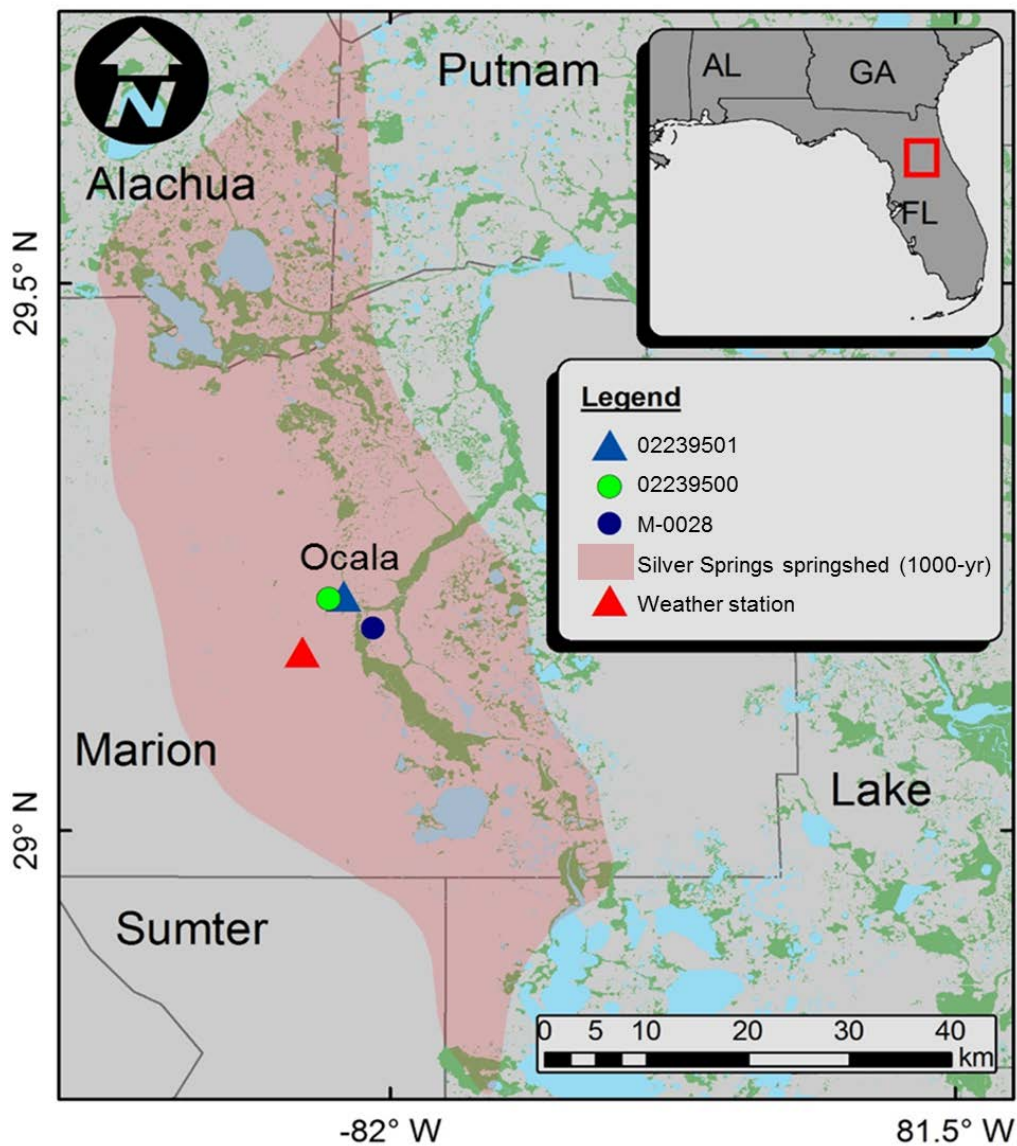 N
Putnam
Alachua
AL
GA
FL
29.5° N
Legend
02239501
02239500
M-0028
Silver Springs springshed (1000-yr)
Weather station
Ocala
Marion
Lake
29° N
Sumter
0 5 10 20 30 40
km
-82° W
81.5° W